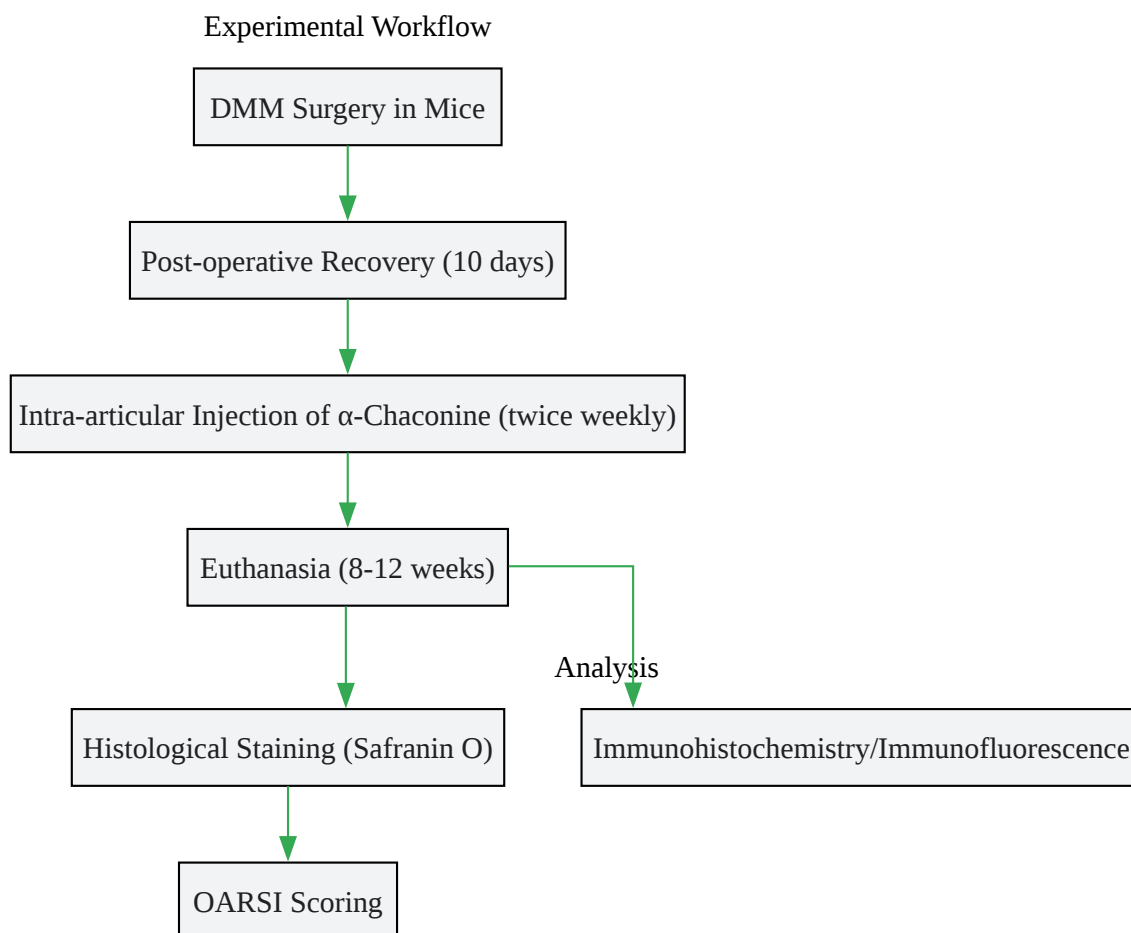 Experimental Workflow
DMM Surgery in Mice
Post-operative Recovery (10 days)
Intra-articular Injection of α-Chaconine (twice weekly)
Euthanasia (8-12 weeks)
Analysis
Histological Staining (Safranin O)
Immunohistochemistry/Immunofluorescence
OARSI Scoring